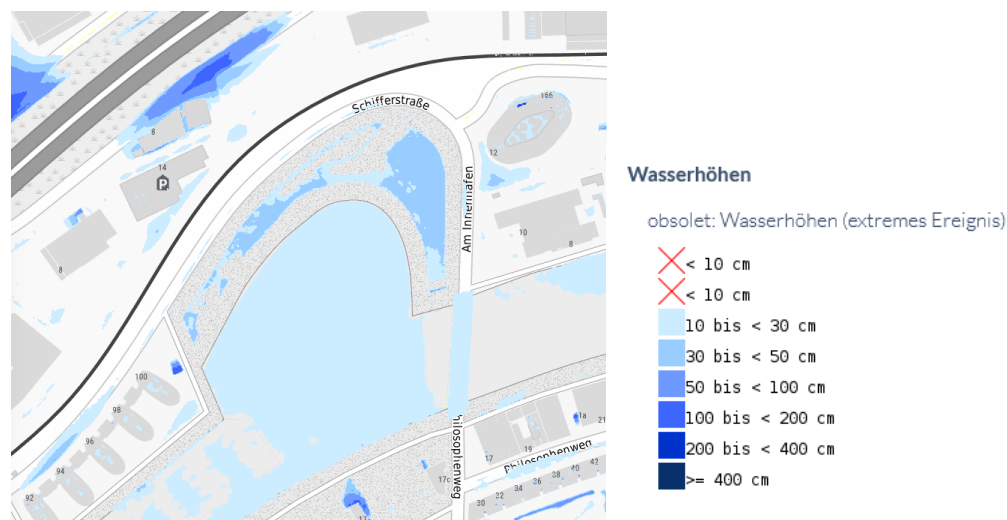 Schifferstraße
166
8
12
14
P
Am Innenhafen
10
8
8
100
98
96
94
92
1a
21
17
19
Philosophenweg
17c
Philosophenweg
42
40
38
36
34
32
30
17
Wasserhöhen
obsolet: Wasserhöhen (extremes Ereignis)
< 10 cm
< 10 cm
10 bis < 30 cm
30 bis < 50 cm
50 bis < 100 cm
100 bis < 200 cm
200 bis < 400 cm
>= 400 cm